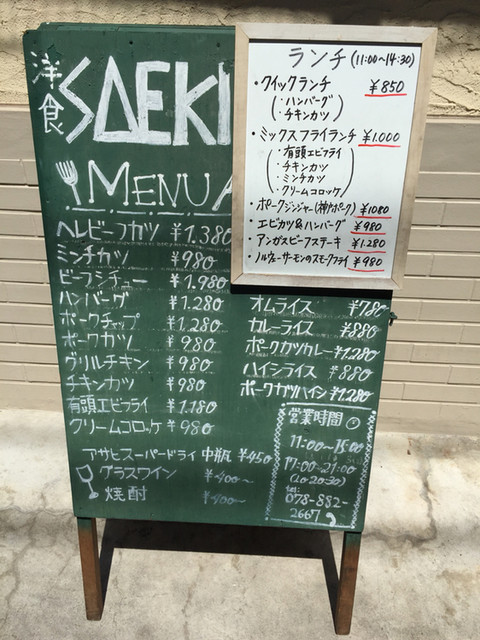 洋食 SAEKI
MENU
ヘレビーフカツ ¥1,380
ミンチカツ ¥980
ビーフシチュー ¥1,980
ハンバーグ ¥1,280
ポークチャップ ¥1,280
ポークカツ ¥980
グリルチキン ¥980
チキンカツ ¥980
有頭エビフライ ¥1,180
クリームコロッケ ¥980
アサヒスーパードライ 中瓶 ¥450
グラスワイン ¥400〜
焼酎 ¥400〜
ランチ (11:00〜14:30)
・クイックランチ ¥850
(・ハンバーグ
・チキンカツ)
・ミックスフライランチ ¥1,000
(・有頭エビフライ
・チキンカツ
・ミンチカツ
・クリームコロッケ)
・ポークジンジャー ¥1080
・エビカツ&ハンバーグ ¥980
・アンガスビーフステーキ ¥1,280
・ノルウェーサーモンのスモークフライ ¥980
オムライス ¥780
カレーライス ¥880
ポークカツカレー ¥1,280
ハイシライス ¥880
ポークカツハイシ ¥1,280
営業時間
11:00〜15:00
17:00〜21:00
(Lo 20:30)
tel:
078-882-
2667